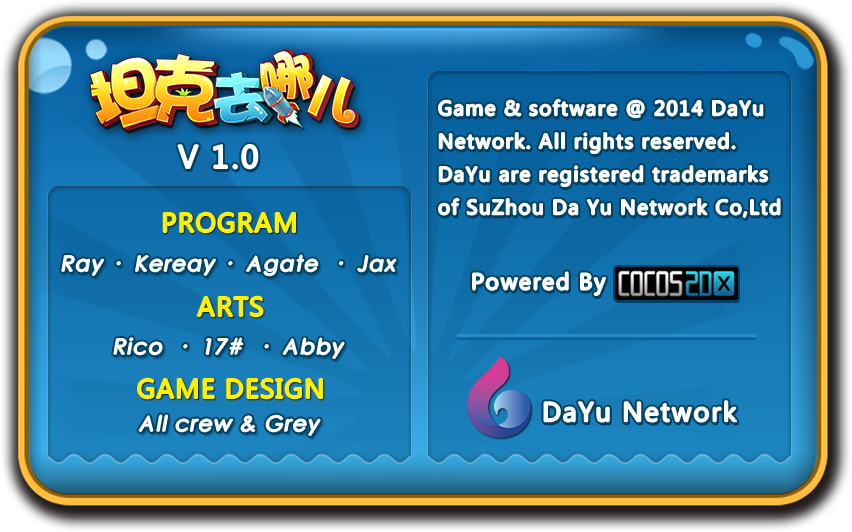 坦克去哪儿
V 1.0
PROGRAM
Ray · Kereay · Agate · Jax
ARTS
Rico · 17# · Abby
GAME DESIGN
All crew & Grey
Game & software @ 2014 DaYu
Network. All rights reserved.
DaYu are registered trademarks
of SuZhou Da Yu Network Co,Ltd
Powered By COCOS2DX
DaYu Network